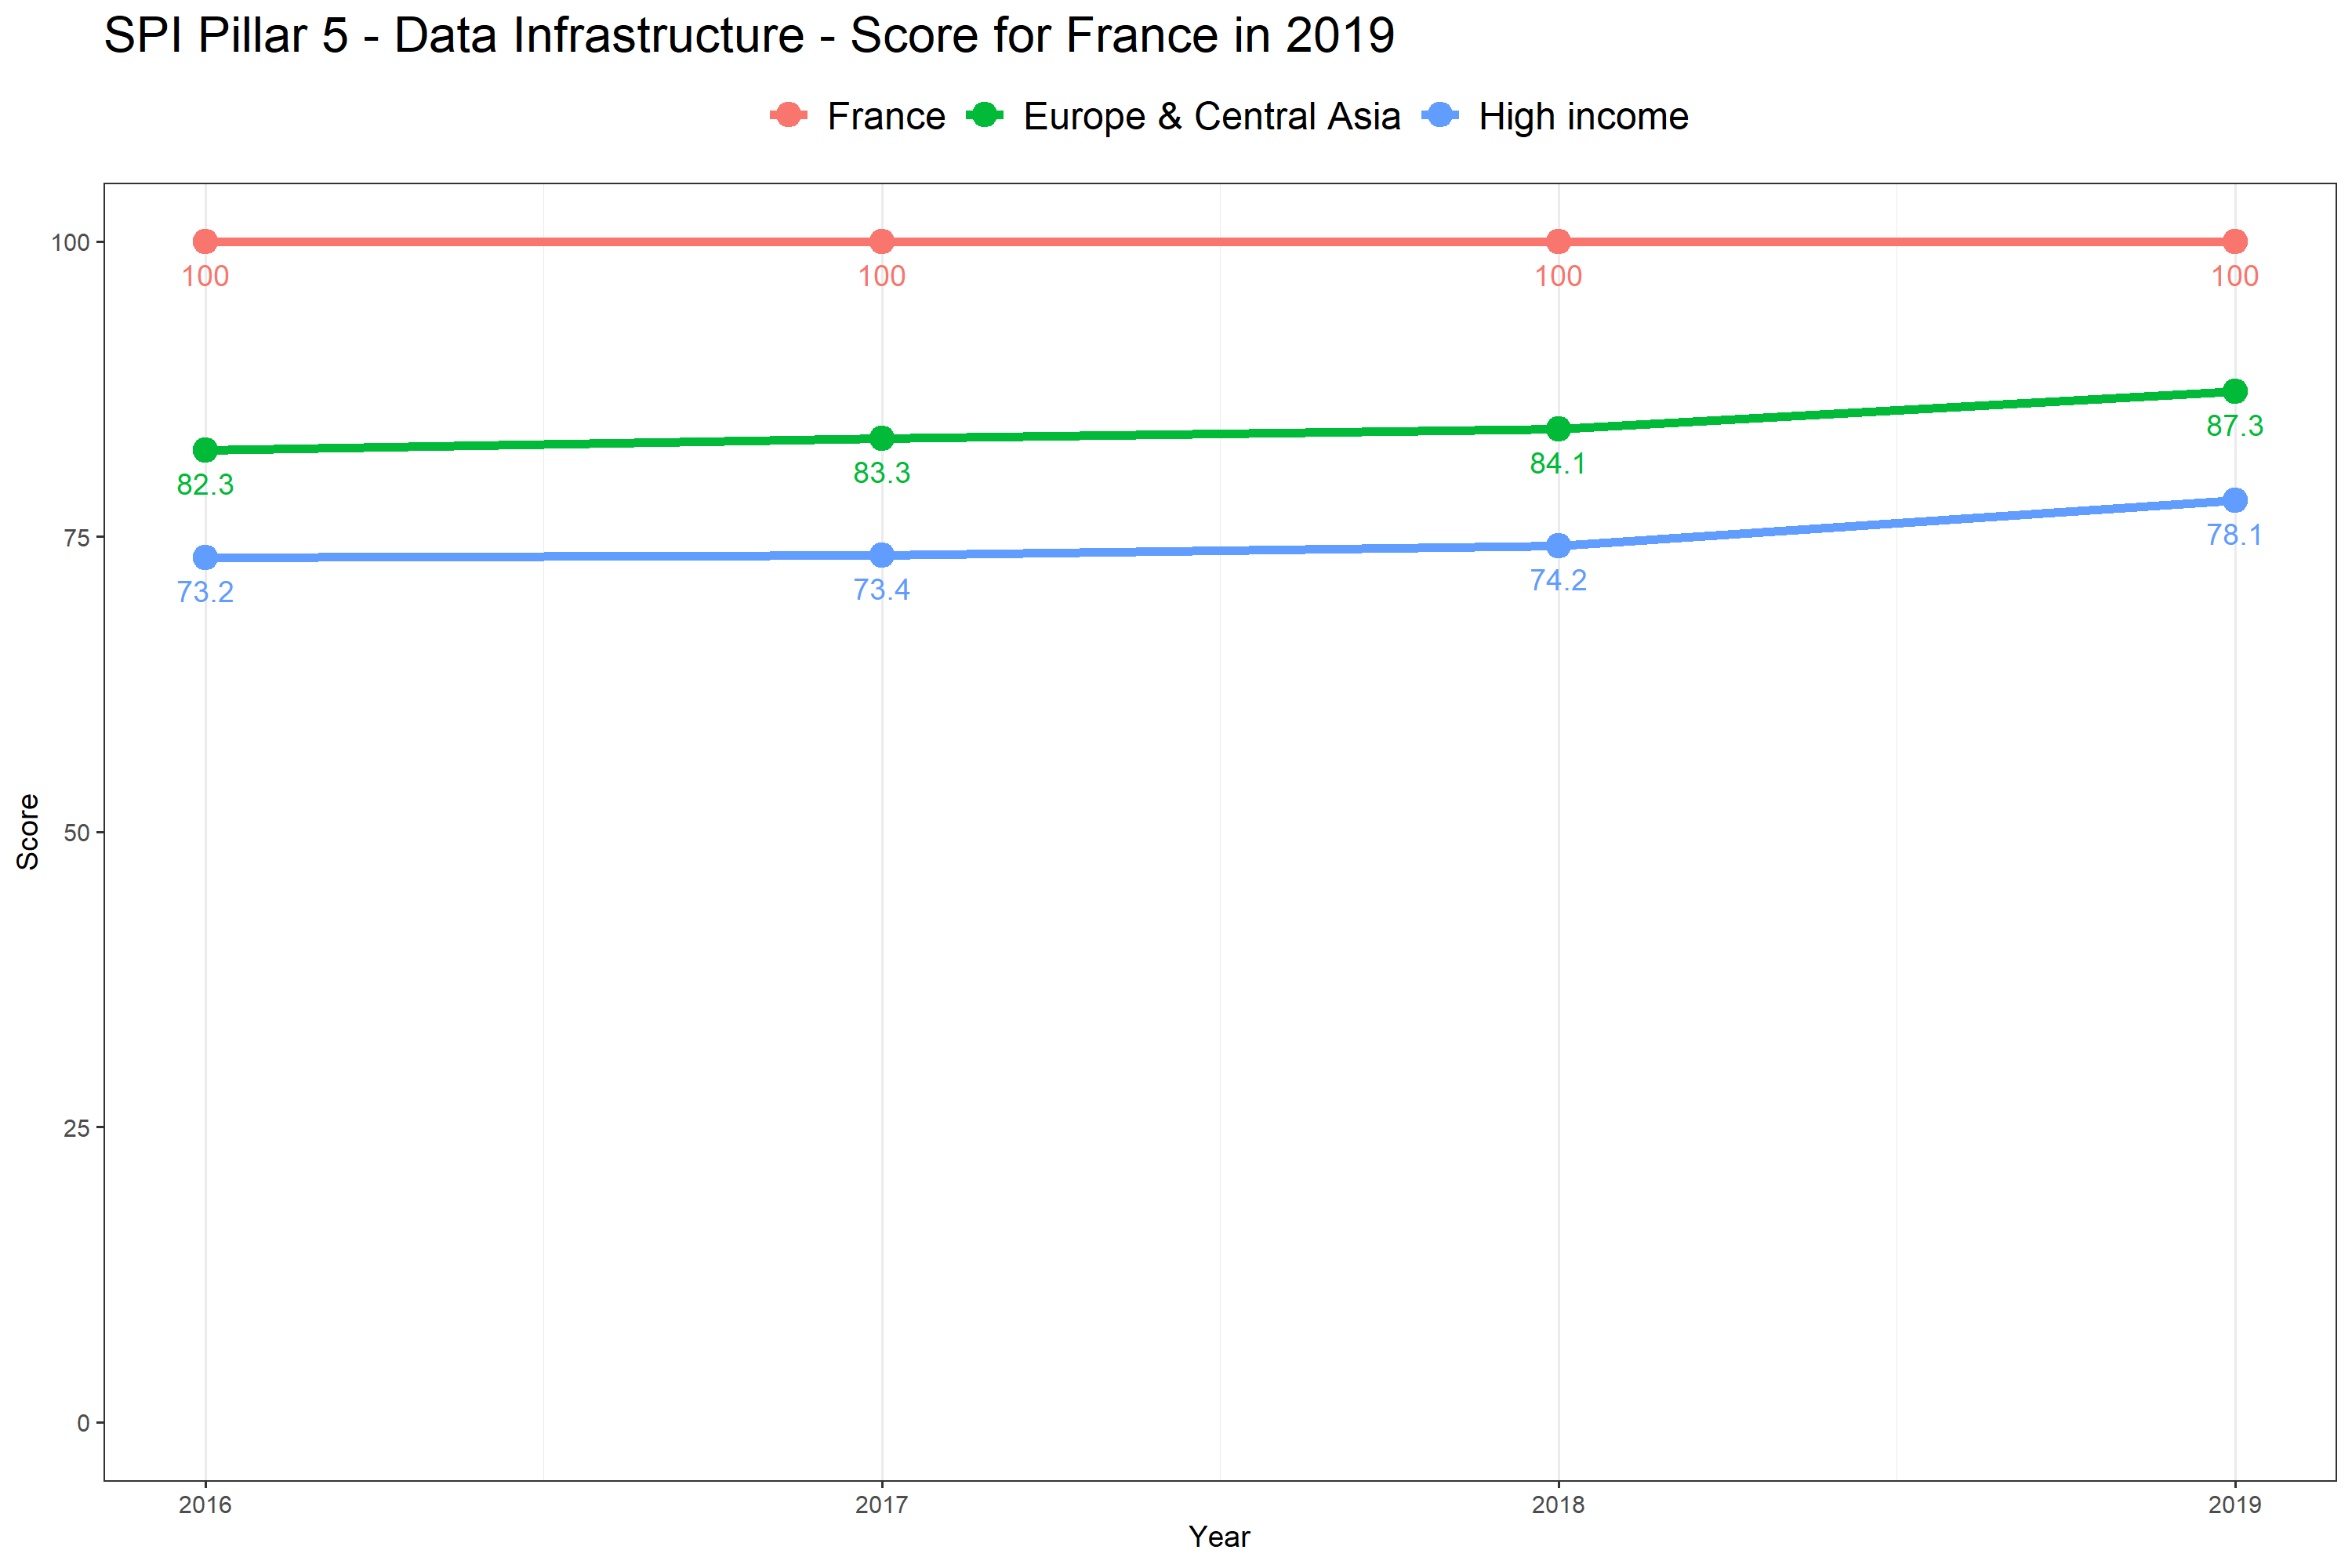 SPI Pillar 5 - Data Infrastructure - Score for France in 2019
France Europe & Central Asia High income
100
100 100 100 100
87.3
84.1
83.3
82.3
75
78.1
74.2
73.4
73.2
Score
50
25
0
2016 2017 2018 2019
Year